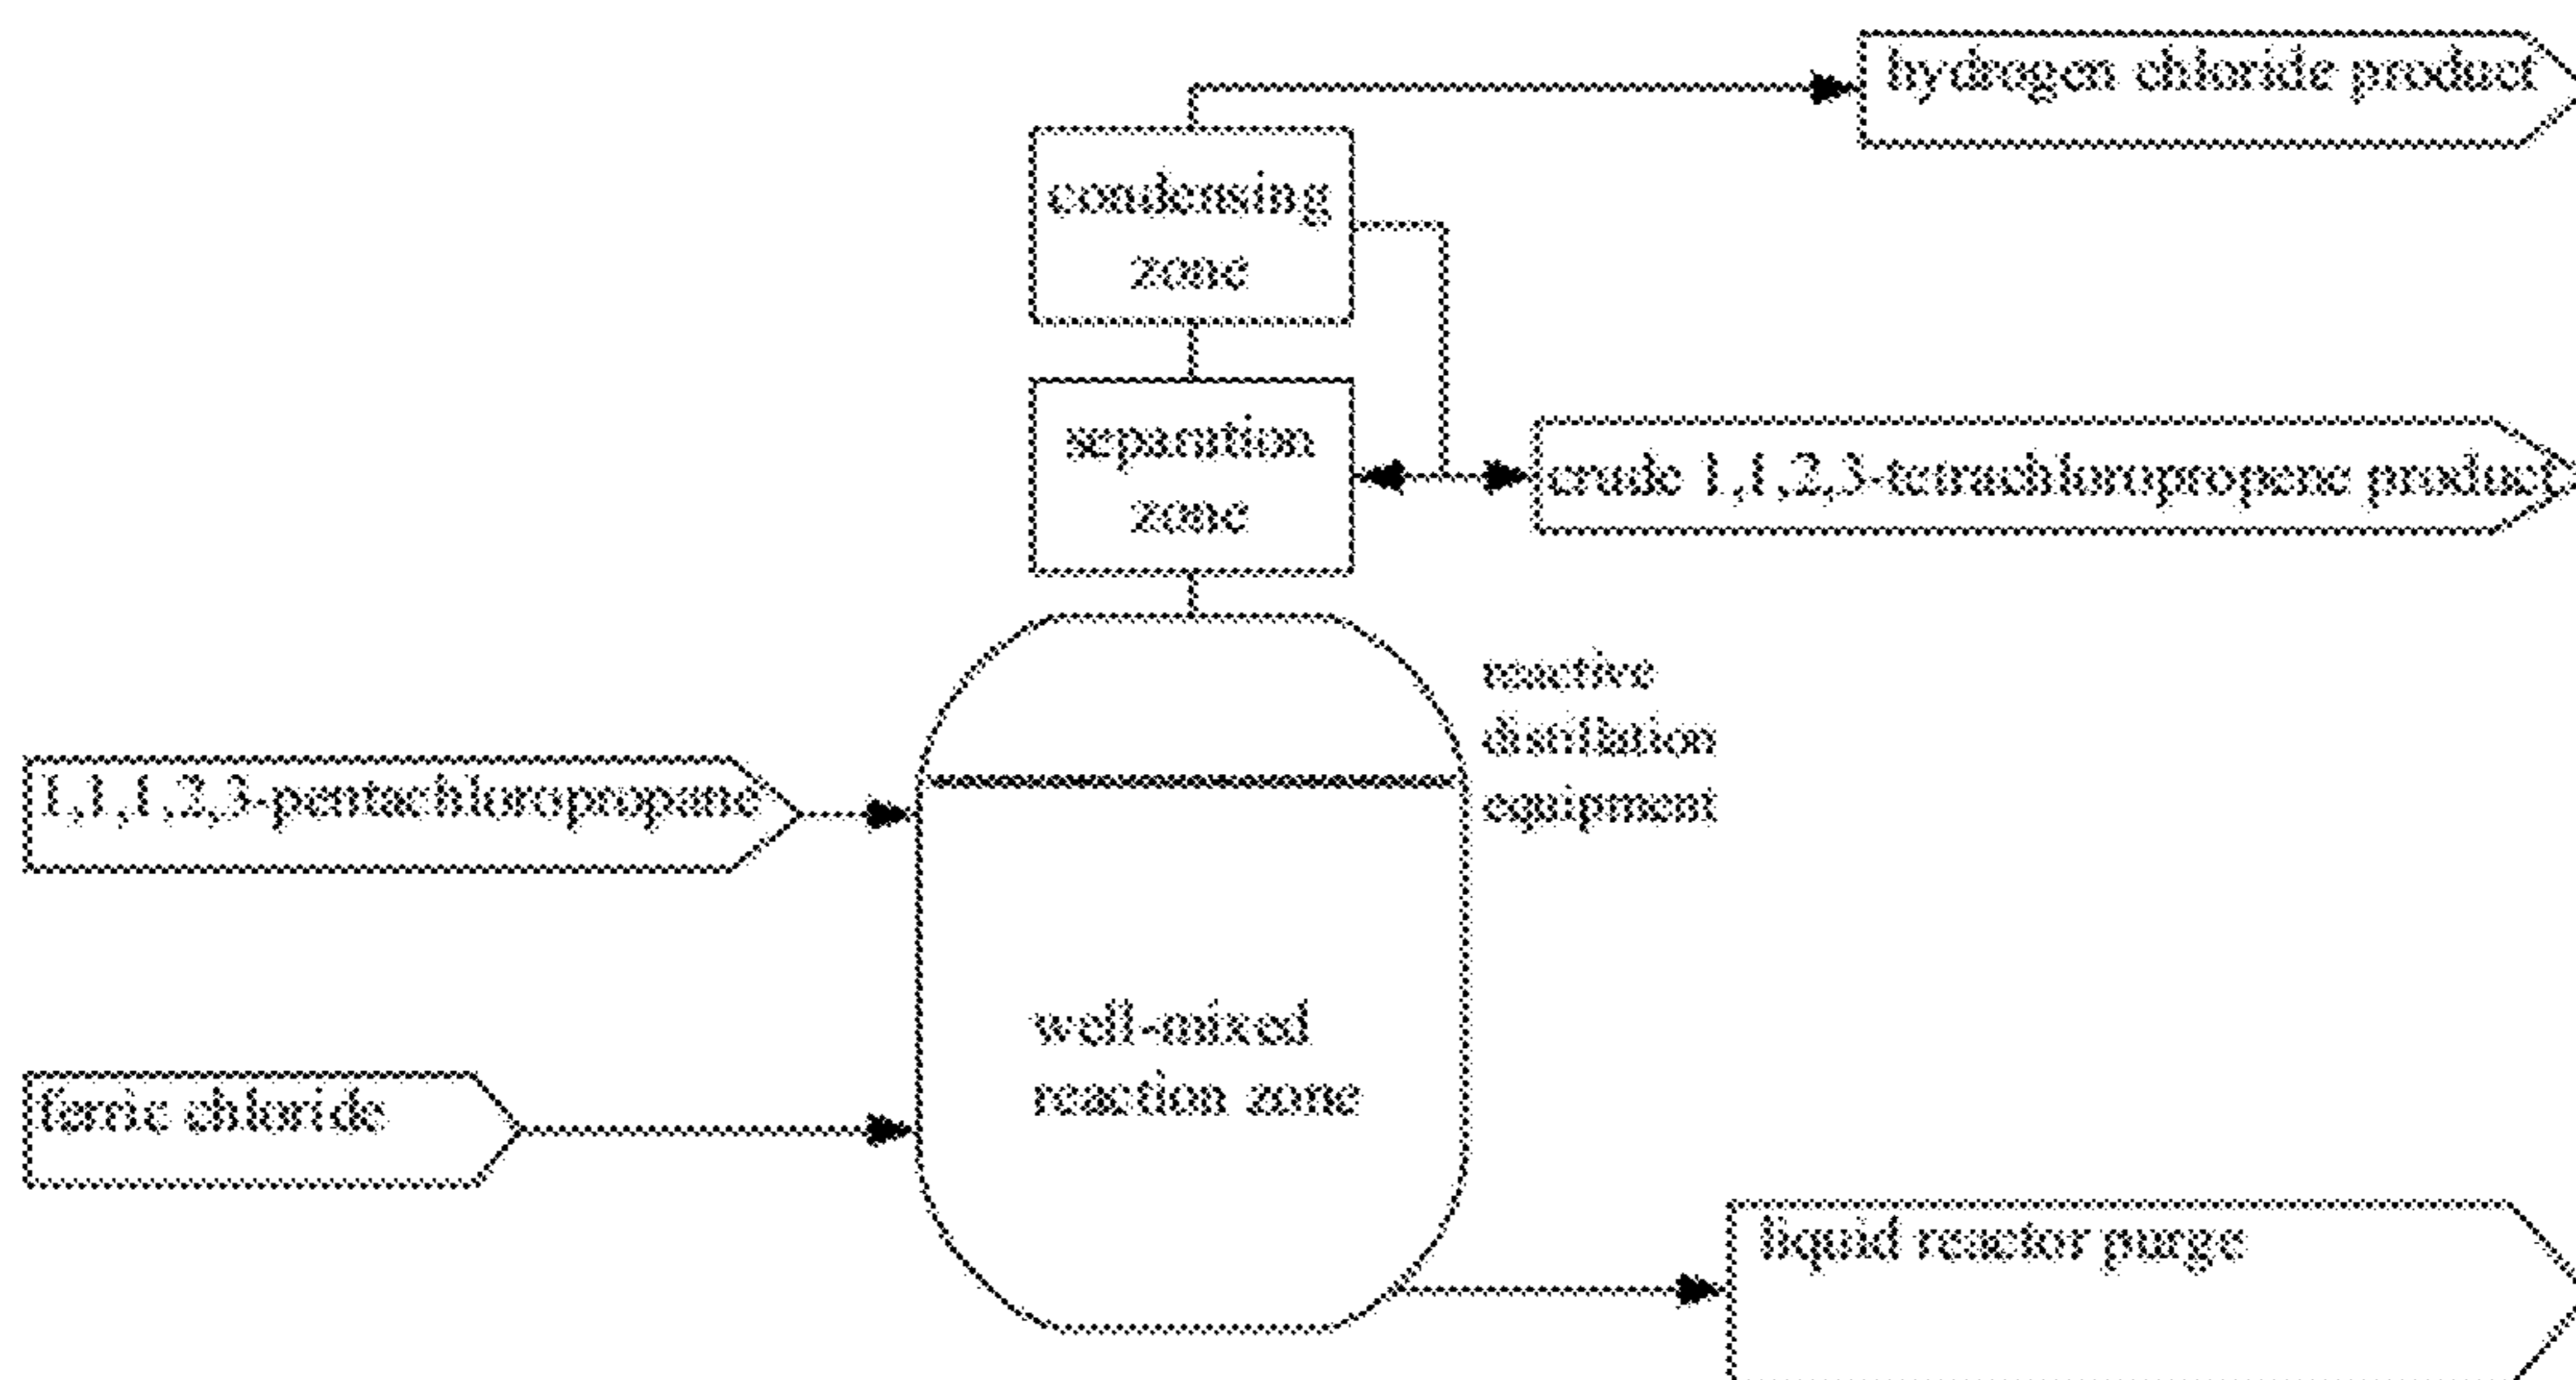 hydrogen chloride product
condensing
zone
separation
zone
crude 1,1,2,3-tetrachloropropene product
reactive
distillation
equipment
1,1,1,2,3-pentachloropropane
well-mixed
reaction zone
ferric chloride
liquid reactor purge